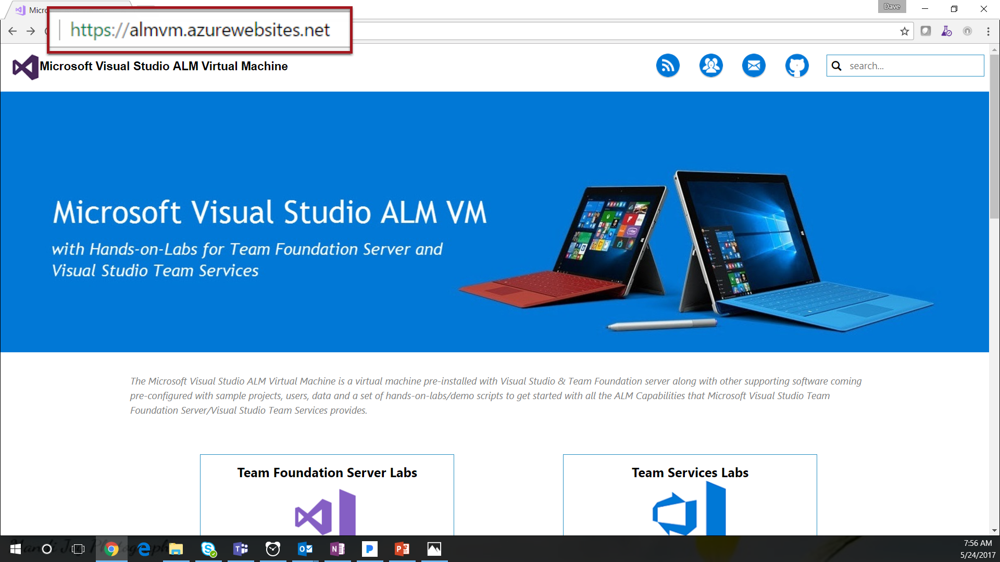 Dave
Micro
https://almvm.azurewebsites.net
Microsoft Visual Studio ALM Virtual Machine
search...
Microsoft Visual Studio ALM VM
with Hands-on-Labs for Team Foundation Server and
Visual Studio Team Services
The Microsoft Visual Studio ALM Virtual Machine is a virtual machine pre-installed with Visual Studio & Team Foundation server along with other supporting software coming
pre-configured with sample projects, users, data and a set of hands-on-labs/demo scripts to get started with all the ALM Capabilities that Microsoft Visual Studio Team
Foundation Server/Visual Studio Team Services provides.
Team Foundation Server Labs
Team Services Labs
7:56 AM
5/24/2017